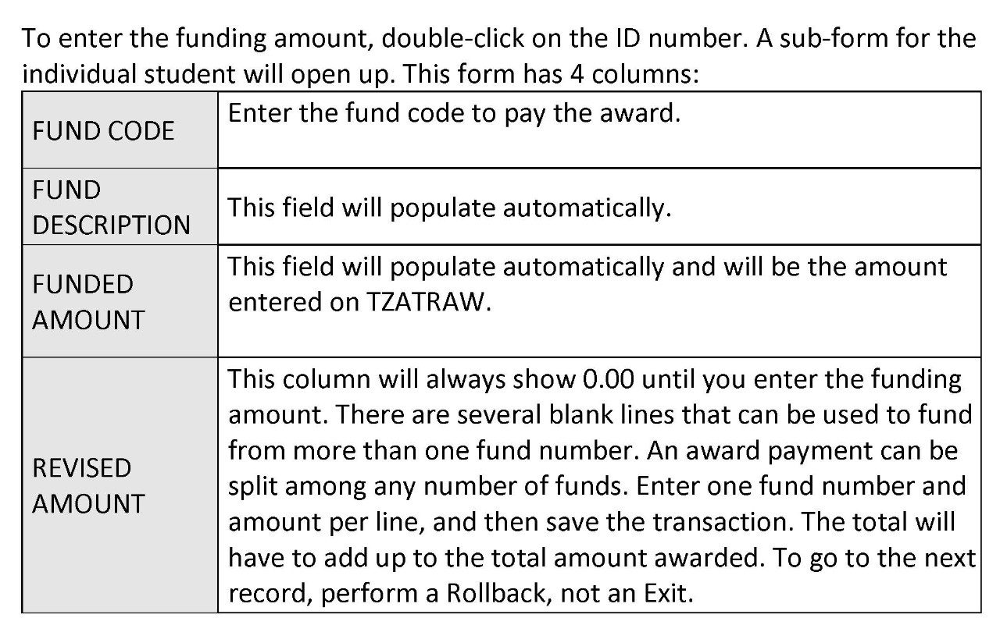 To enter the funding amount, double-click on the ID number. A sub-form for the
individual student will open up. This form has 4 columns:
FUND CODE
Enter the fund code to pay the award.
FUND
DESCRIPTION
This field will populate automatically.
FUNDED
AMOUNT
This field will populate automatically and will be the amount
entered on TZATRAW.
REVISED
AMOUNT
This column will always show 0.00 until you enter the funding
amount. There are several blank lines that can be used to fund
from more than one fund number. An award payment can be
split among any number of funds. Enter one fund number and
amount per line, and then save the transaction. The total will
have to add up to the total amount awarded. To go to the next
record, perform a Rollback, not an Exit.